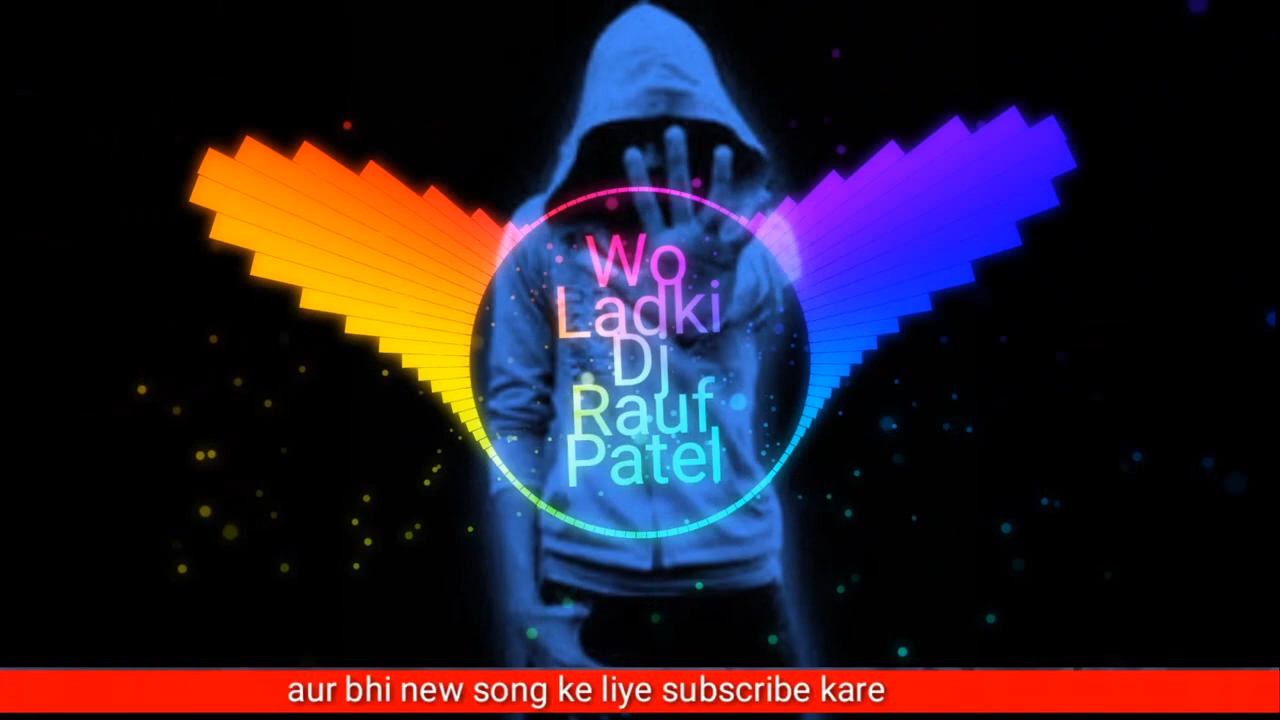 Wo
Ladki
Dj
Rauf
Patel
aur bhi new song ke liye subscribe kare